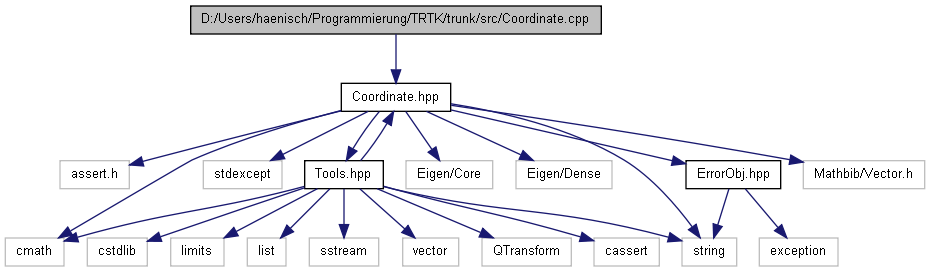 D:/Users/haenisch/Programmierung/TRTK/trunk/src/Coordinate.cpp
Coordinate.hpp
assert.h
stdexcept
Tools.hpp
Eigen/Core
Eigen/Dense
ErrorObj.hpp
Mathbib/Vector.h
cmath
cstdlib
limits
list
sstream
vector
QTransform
cassert
string
exception